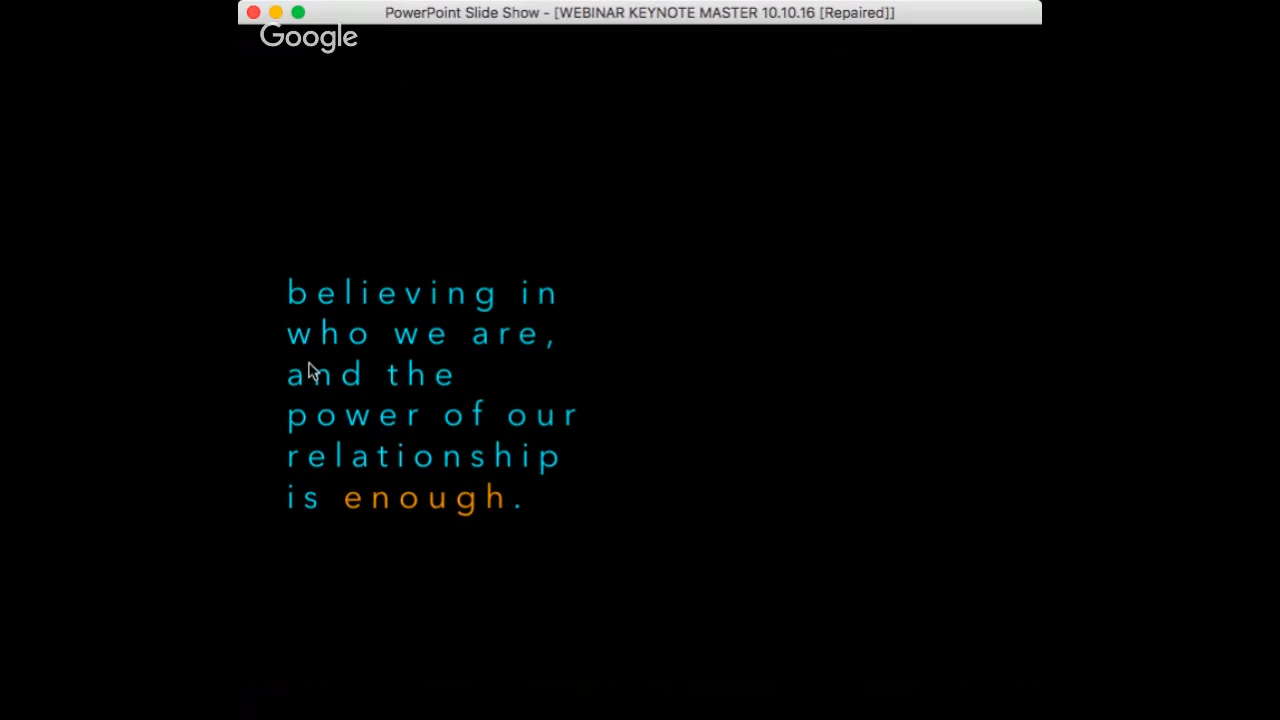 PowerPoint Slide Show - [WEBINAR KEYNOTE MASTER 10.10.16 [Repaired]]
Google
believing in
who we are,
and the
power of our
relationship
is enough.